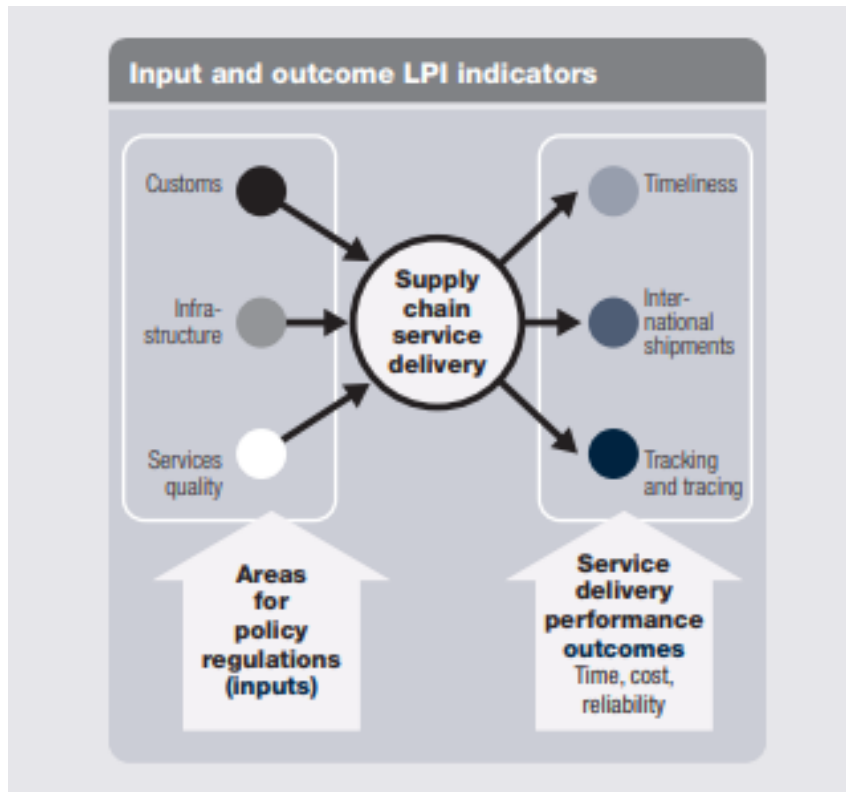 Input and outcome LPI indicators
Customs
Infra-
structure
Services
quality
Supply
chain
service
delivery
Timeliness
Inter-
national
shipments
Tracking
and tracing
Areas
for
policy
regulations
(inputs)
Service
delivery
performance
outcomes
Time, cost,
reliability